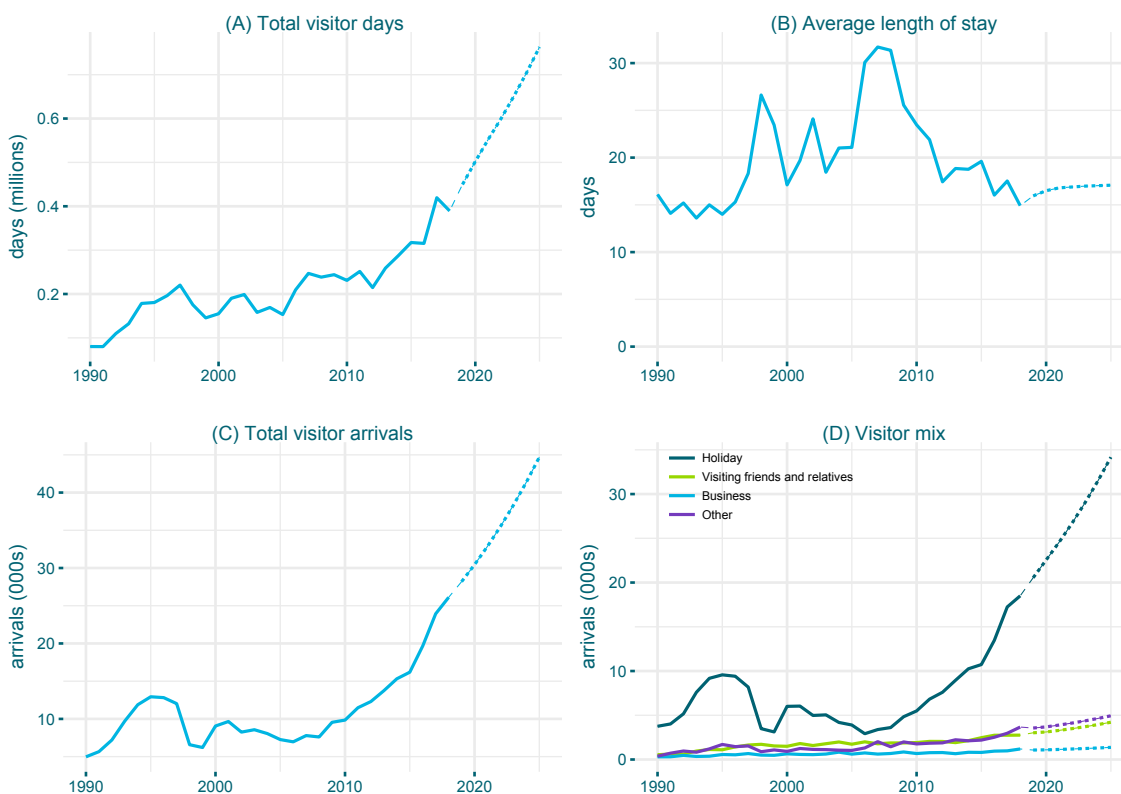 (A) Total visitor days
days (millions)
0.6
0.4
0.2
1990 2000 2010 2020
(B) Average length of stay
days
30
20
10
0
1990 2000 2010 2020
(C) Total visitor arrivals
arrivals (000s)
40
30
20
10
1990 2000 2010 2020
(D) Visitor mix
Holiday
Visiting friends and relatives
Business
Other
arrivals (000s)
30
20
10
0
1990 2000 2010 2020